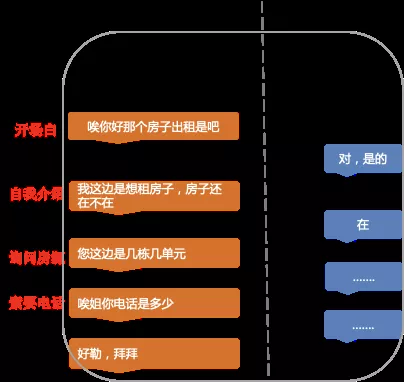 开场白
唉你好那个房子出租是吧
对，是的
自我介绍
我这边是想租房子，房子还
在不在
在
询问房源
您这边是几栋几单元
.......
索要电话
唉姐你电话是多少
.......
好勒，拜拜